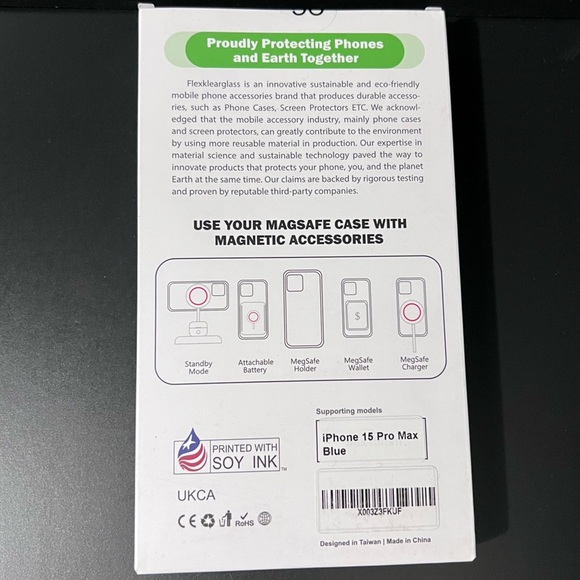 Proudly Protecting Phones
and Earth Together
Flexklearglass is an innovative sustainable and eco-friendly
mobile phone accessories brand that produces durable accesso-
ries, such as Phone Cases, Screen Protectors ETC. We acknowl-
edged that the mobile accessory industry, mainly phone cases
and screen protectors, can greatly contribute to the environment
by using more reusable material in production. Our expertise in
material science and sustainable technology paved the way to
innovate products that protects your phone, you, and the planet
Earth at the same time. Our claims are backed by rigorous testing
and proven by reputable third-party companies.
USE YOUR MAGSAFE CASE WITH
MAGNETIC ACCESSORIES
$
Standby
Mode
Attachable
Battery
MegSafe
Holder
MegSafe
Wallet
MegSafe
Charger
Supporting models
iPhone 15 Pro Max
Blue
PRINTED WITH
SOY INK™
UKCA
CE
RoHS
X003Z3FKUF
Designed in Taiwan | Made in China